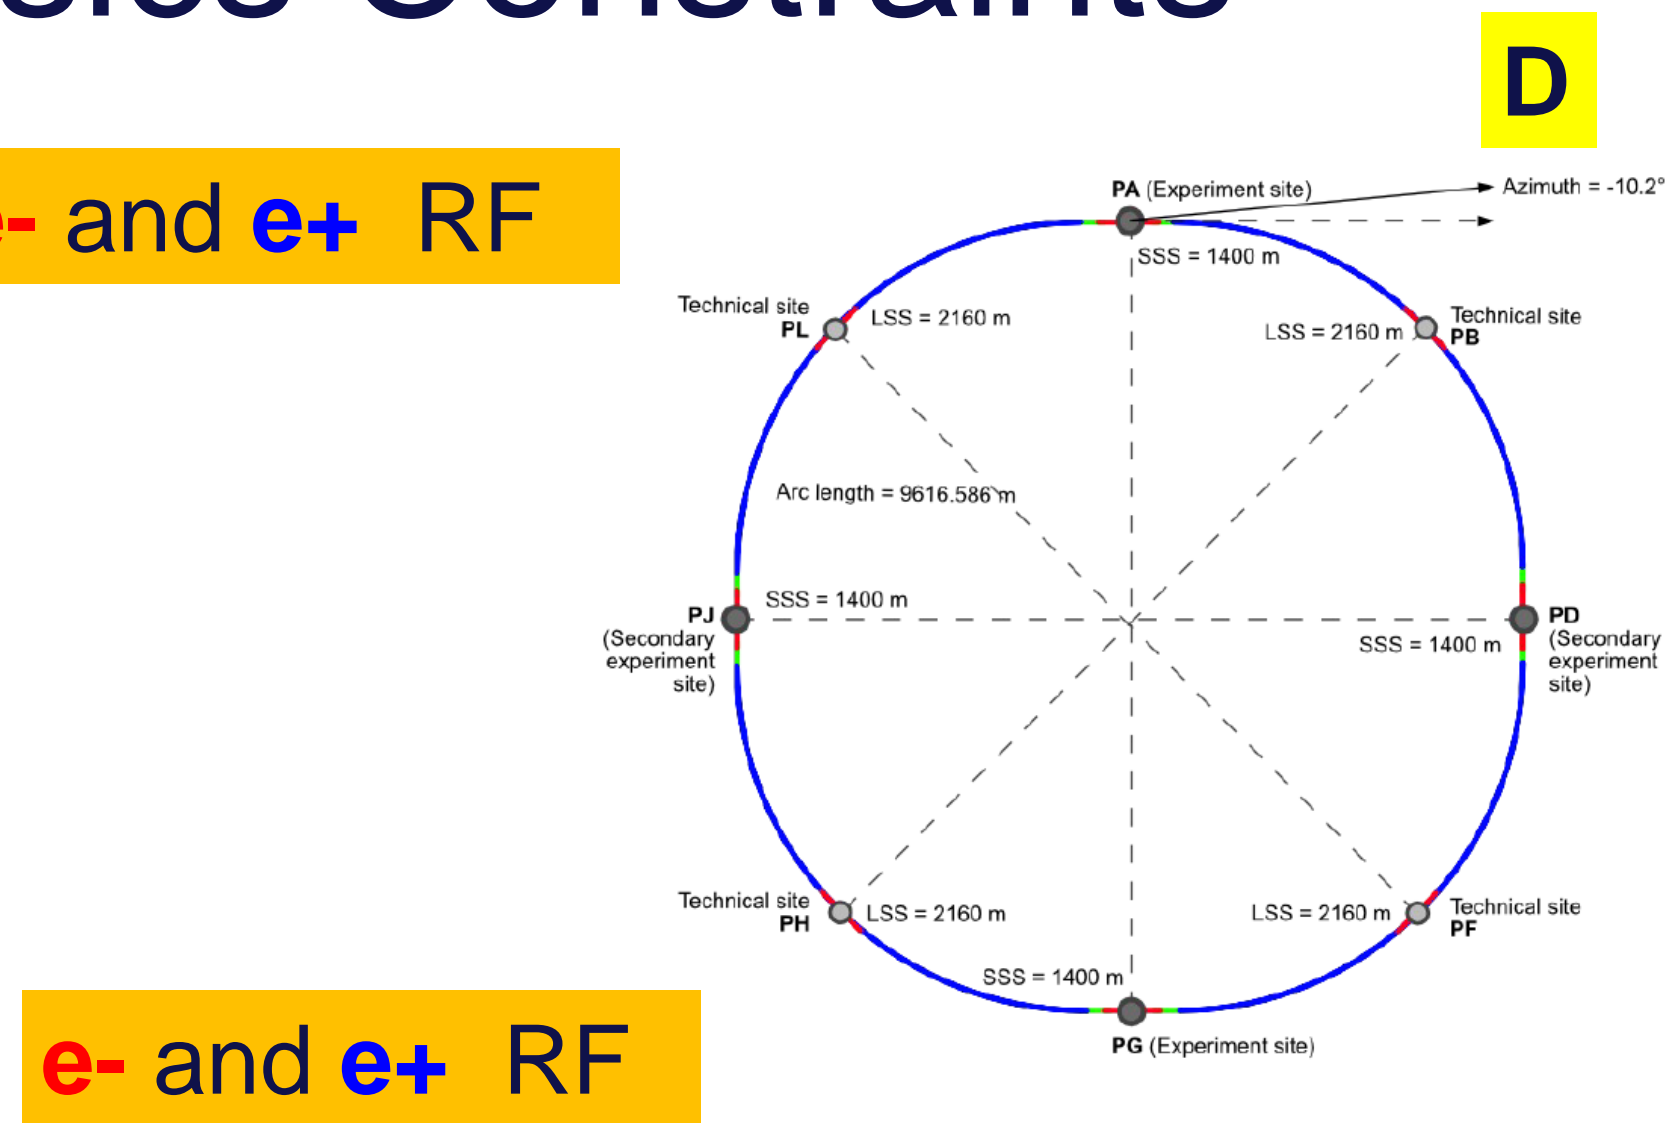 Constraints
D
e- and e+ RF
PA (Experiment site)
Azimuth = -10.2°
SSS = 1400 m
Technical site
PL
LSS = 2160 m
LSS = 2160 m
Technical site
PB
Arc length = 9616.586 m
PJ
(Secondary
experiment
site)
SSS = 1400 m
SSS = 1400 m
PD
(Secondary
experiment
site)
Technical site
PH
LSS = 2160 m
LSS = 2160 m
Technical site
PF
SSS = 1400 m
PG (Experiment site)
e- and e+ RF